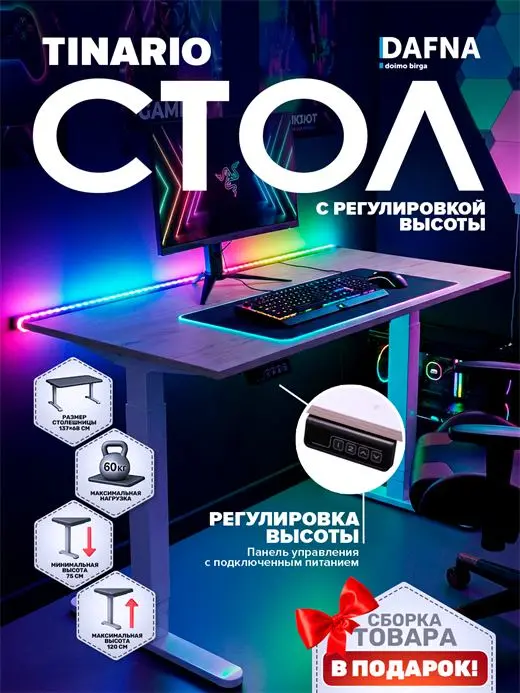 TINARIO
DAFNA
doimo birga
СТОЛ
С РЕГУЛИРОВКОЙ
ВЫСОТЫ
РАЗМЕР
СТОЛЕШНИЦЫ
137×68 СМ
60КГ
МАКСИМАЛЬНАЯ
НАГРУЗКА
МИНИМАЛЬНАЯ
ВЫСОТА
75 СМ
МАКСИМАЛЬНАЯ
ВЫСОТА
120 СМ
РЕГУЛИРОВКА
ВЫСОТЫ
Панель управления
с подключенным питанием
СБОРКА
ТОВАРА
В ПОДАРОК!